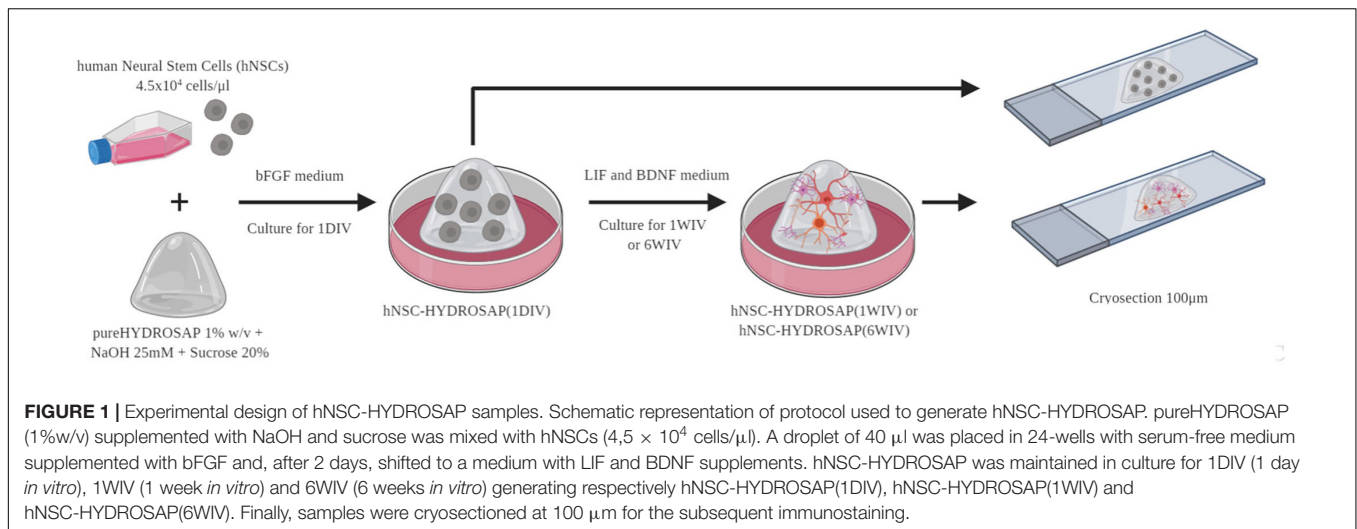 human Neural Stem Cells (hNSCs)
4.5x10⁴ cells/μl
+
pureHYDROSAP 1% w/v +
NaOH 25mM + Sucrose 20%
bFGF medium
Culture for 1DIV
hNSC-HYDROSAP(1DIV)
LIF and BDNF medium
Culture for 1WIV
or 6WIV
hNSC-HYDROSAP(1WIV) or
hNSC-HYDROSAP(6WIV)
Cryosection 100μm
FIGURE 1 | Experimental design of hNSC-HYDROSAP samples. Schematic representation of protocol used to generate hNSC-HYDROSAP. pureHYDROSAP
(1%w/v) supplemented with NaOH and sucrose was mixed with hNSCs (4,5 × 10⁴ cells/μl). A droplet of 40 μl was placed in 24-wells with serum-free medium
supplemented with bFGF and, after 2 days, shifted to a medium with LIF and BDNF supplements. hNSC-HYDROSAP was maintained in culture for 1DIV (1 day
in vitro), 1WIV (1 week in vitro) and 6WIV (6 weeks in vitro) generating respectively hNSC-HYDROSAP(1DIV), hNSC-HYDROSAP(1WIV) and
hNSC-HYDROSAP(6WIV). Finally, samples were cryosectioned at 100 μm for the subsequent immunostaining.